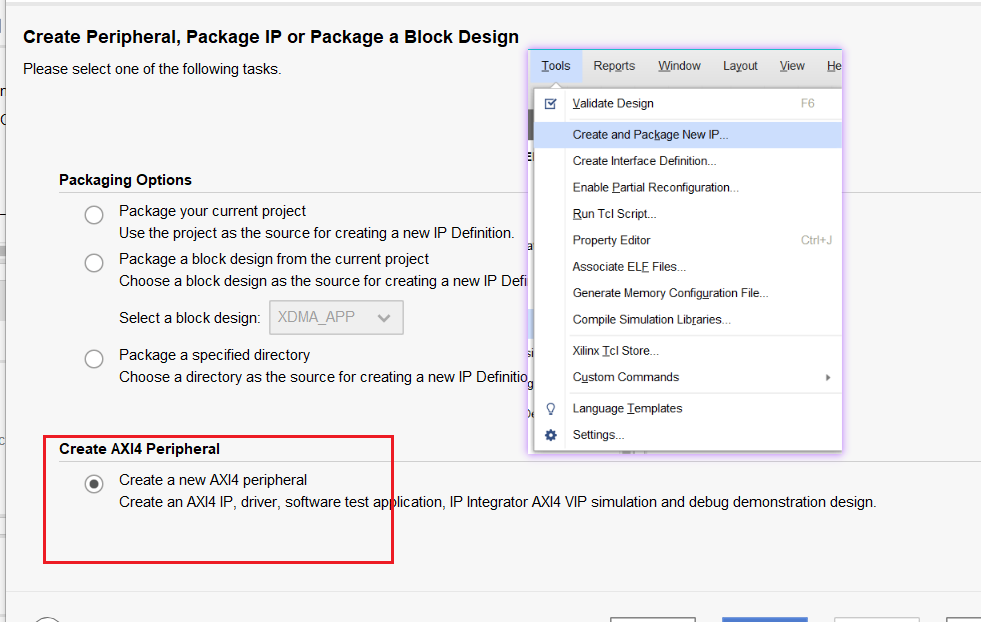 Create Peripheral, Package IP or Package a Block Design
Please select one of the following tasks.
Packaging Options
Package your current project
Use the project as the source for creating a new IP Definition.
Package a block design from the current project
Choose a block design as the source for creating a new IP
Select a block design: XDMA_APP
Package a specified directory
Choose a directory as the source for creating a new IP
Create AXI4 Peripheral
Create a new AXI4 peripheral
Create an AXI4 IP, driver, software test application, IP Integrator AXI4 VIP simulation and debug demonstration design.
Tools Reports Window Layout View He
Validate Design F6
Create and Package New IP...
Create Interface Definition...
Enable Partial Reconfiguration...
Run Tcl Script...
Property Editor Ctrl+J
Associate ELF Files...
Generate Memory Configuration File...
Compile Simulation Libraries...
Xilinx Tcl Store...
Custom Commands
Language Templates
Settings...